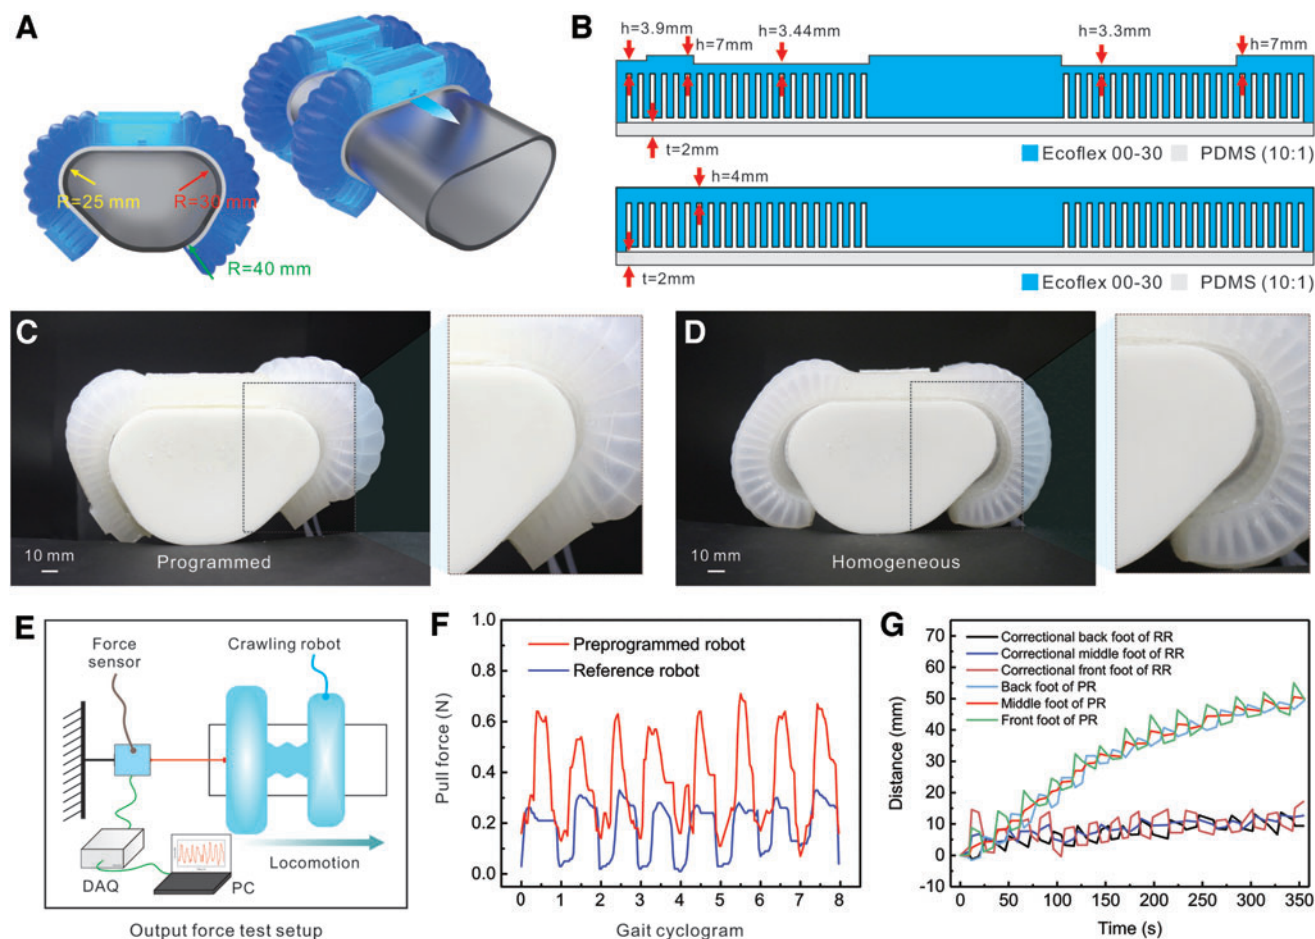 A
R=25 mm
R=30 mm
R=40 mm
B
h=3.9mm
h=7mm
h=3.44mm
h=3.3mm
h=7mm
t=2mm
Ecoflex 00-30
PDMS (10:1)
h=4mm
t=2mm
Ecoflex 00-30
PDMS (10:1)
C
10 mm
Programmed
D
10 mm
Homogeneous
E
Force
sensor
Crawling robot
Locomotion
DAQ
PC
Output force test setup
F
Pull force (N)
1.0
0.8
0.6
0.4
0.2
0.0
Preprogrammed robot
Reference robot
0 1 2 3 4 5 6 7 8
Gait cyclogram
G
Distance (mm)
70
60
50
40
30
20
10
0
-10
Correctional back foot of RR
Correctional middle foot of RR
Correctional front foot of RR
Back foot of PR
Middle foot of PR
Front foot of PR
0 50 100 150 200 250 300 350
Time (s)